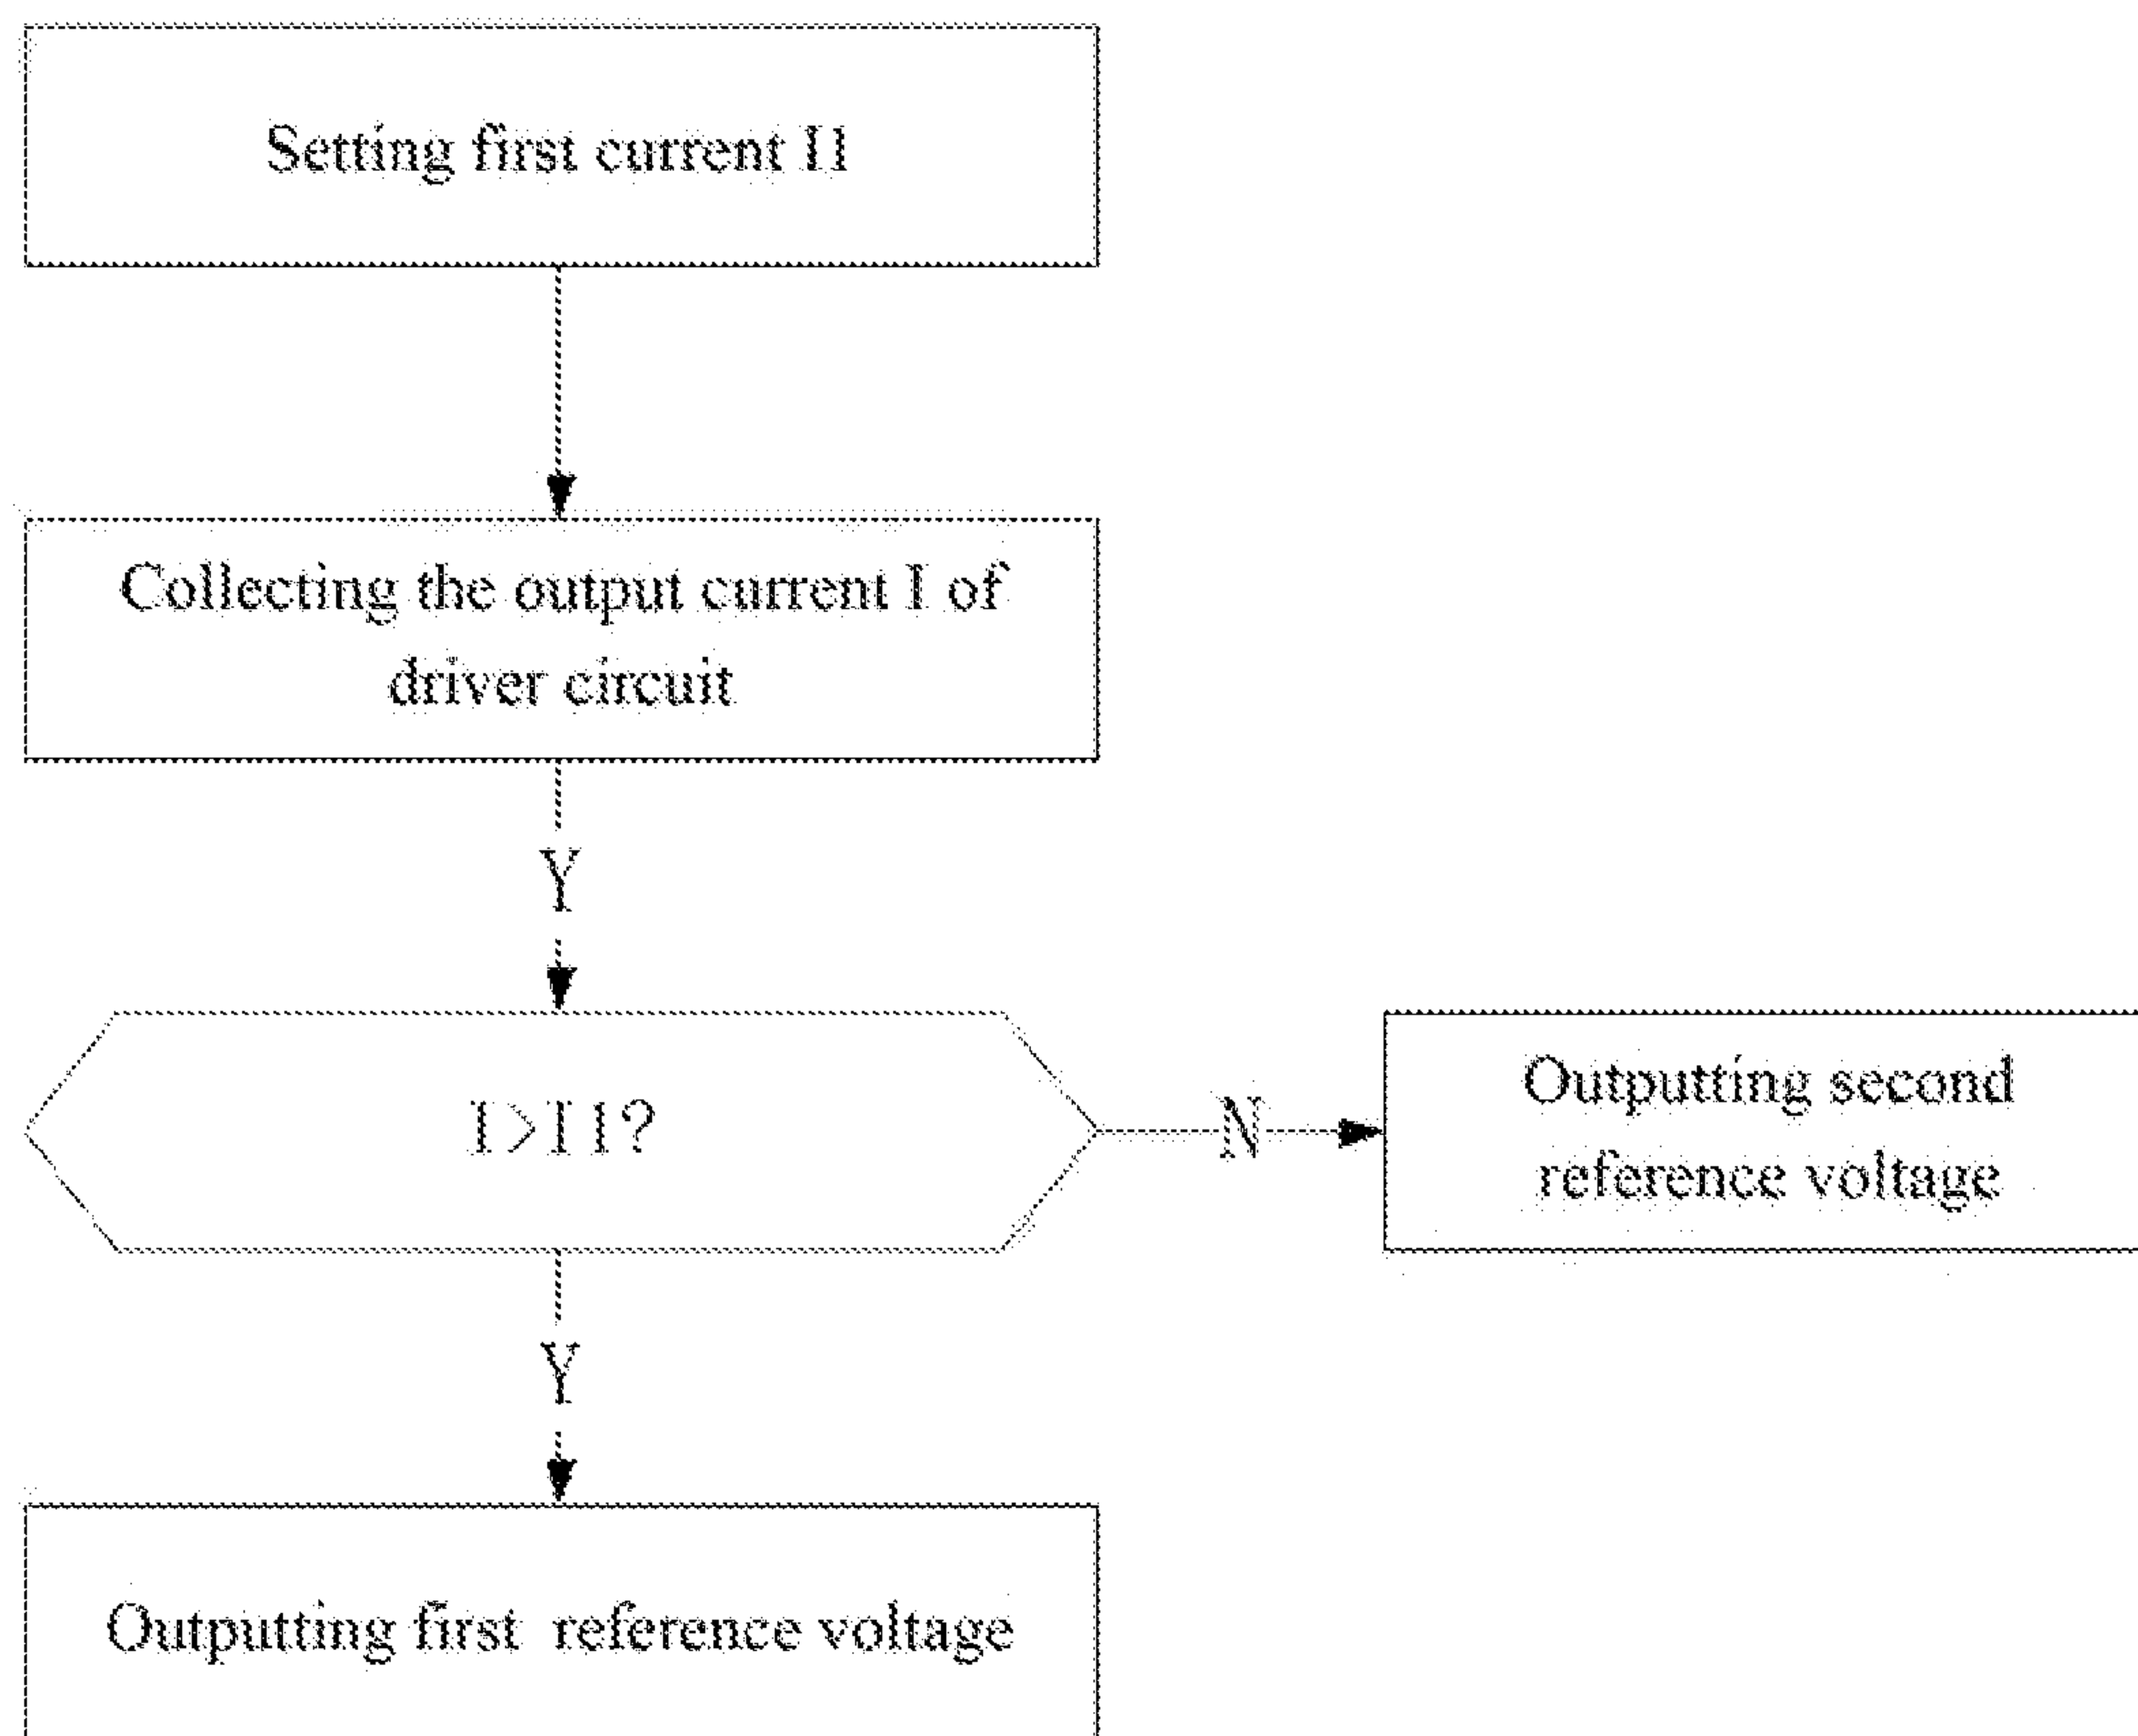 Setting first current I1
Collecting the output current I of
driver circuit
Y
I>I1?
N
Outputting second
reference voltage
Y
Outputting first reference voltage